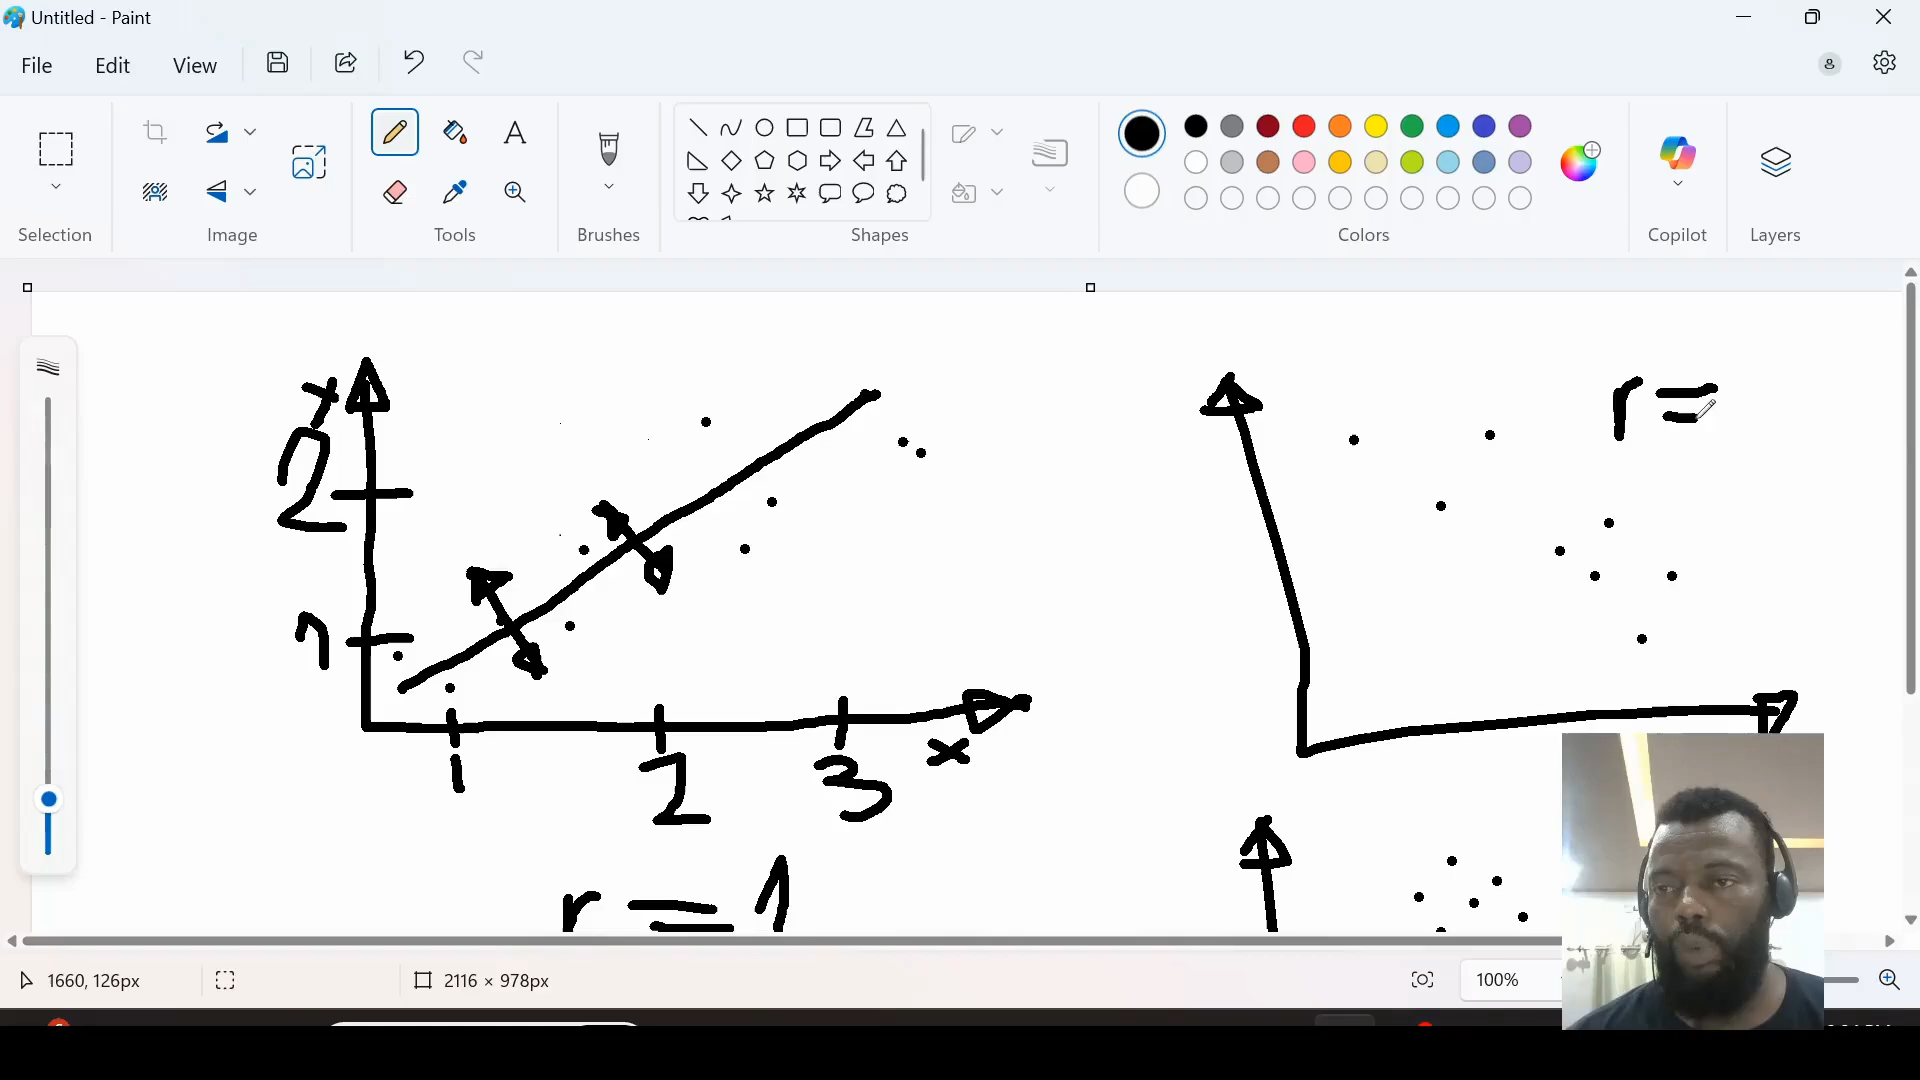 Untitled - Paint
File Edit View
Selection Image Tools Brushes Shapes Colors Copilot Layers
y
2
1
1 2 3 x
r = 1
r =
1660, 126px 2116 × 978px 100%